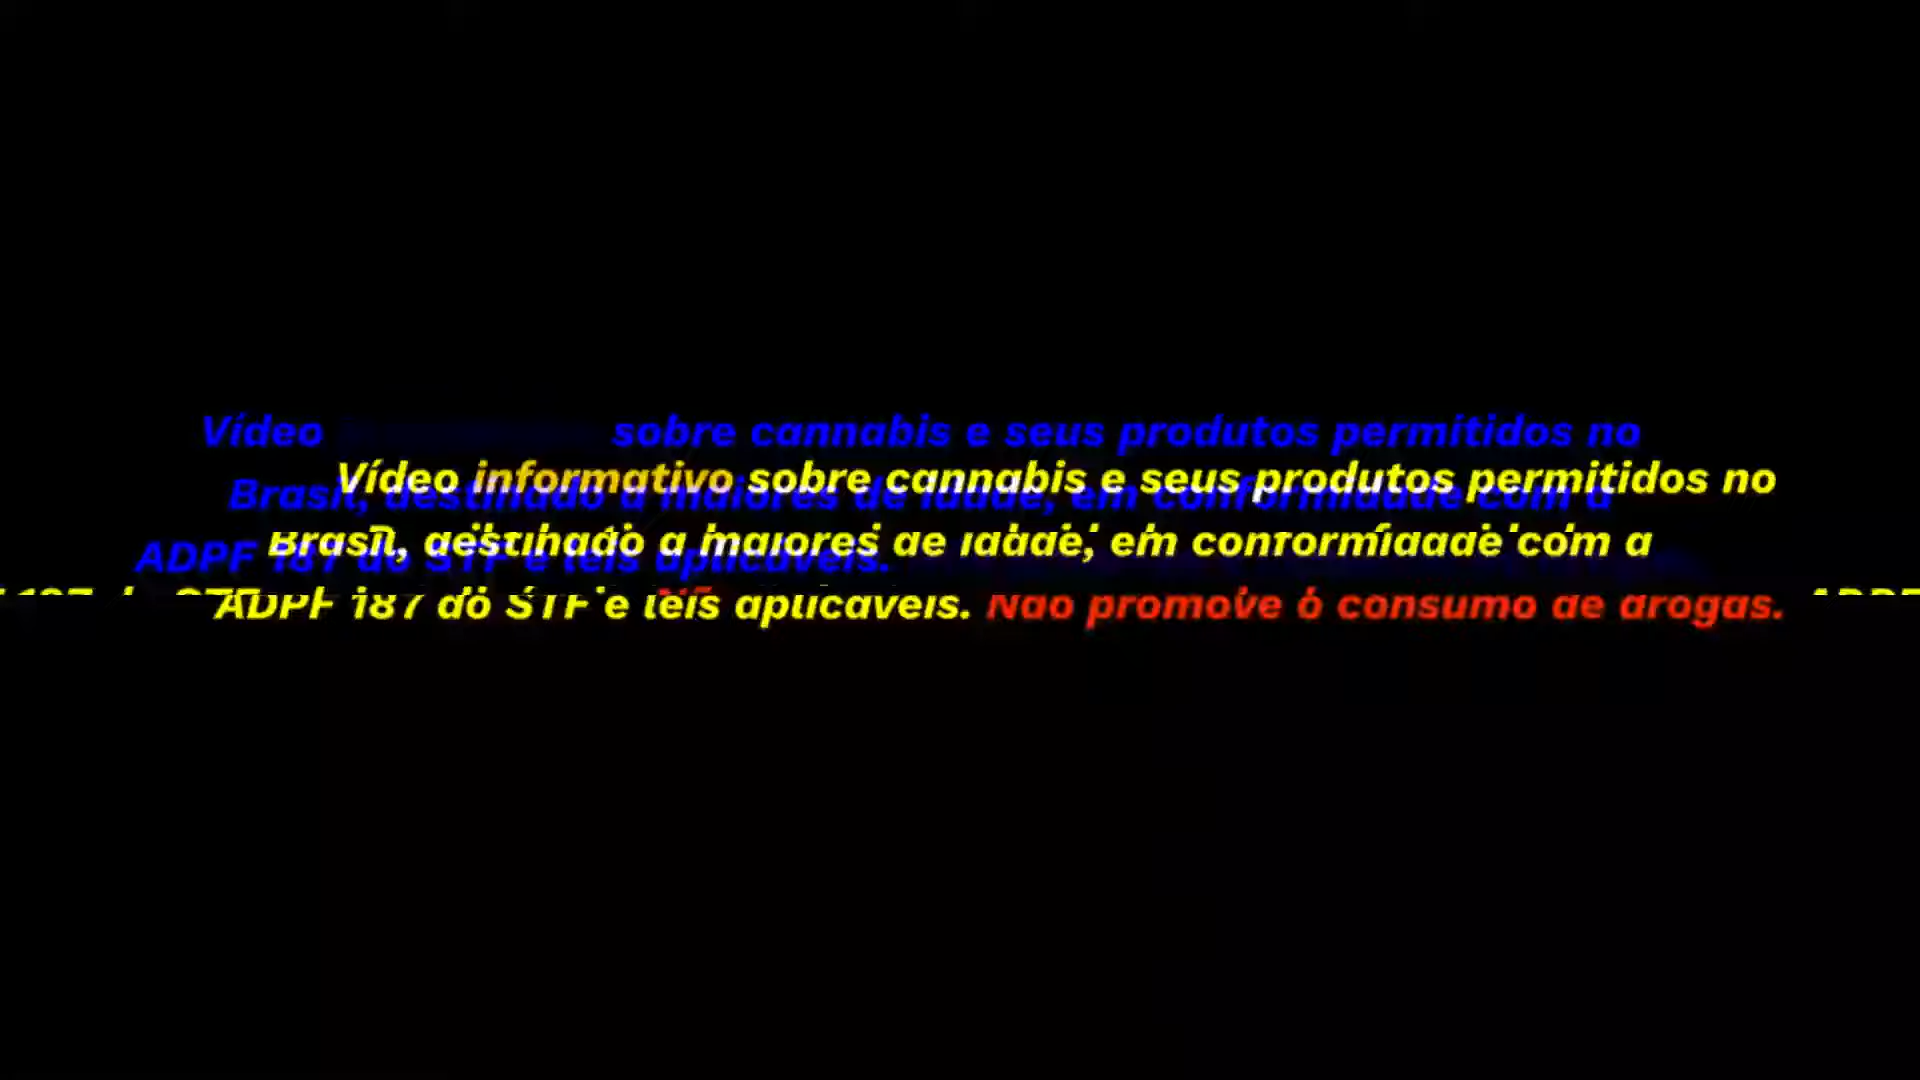 Vídeo informativo sobre cannabis e seus produtos permitidos no
Brasil, destinado a maiores de idade, em conformidade com a
ADPF 187 do STF e leis aplicáveis. Não promove o consumo de drogas.